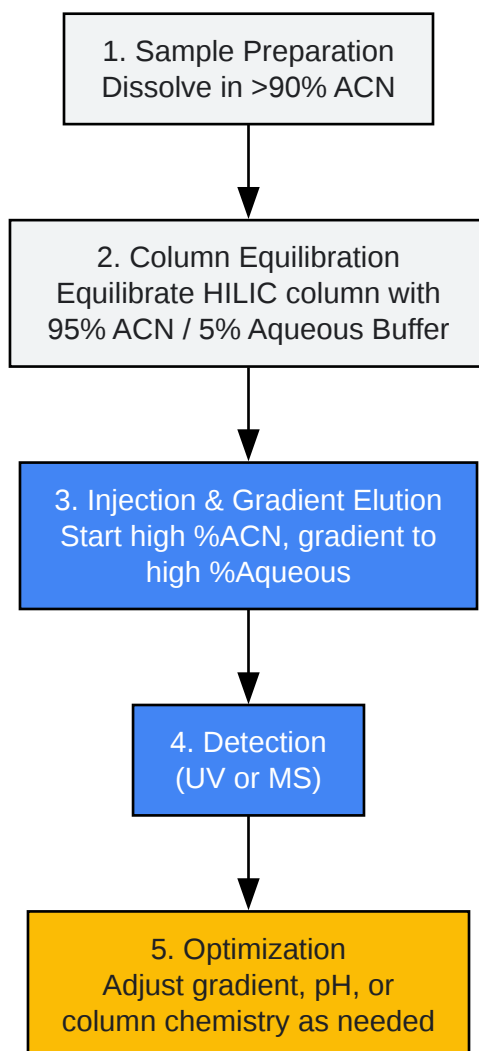 1. Sample Preparation
Dissolve in >90% ACN
2. Column Equilibration
Equilibrate HILIC column with
95% ACN / 5% Aqueous Buffer
3. Injection & Gradient Elution
Start high %ACN, gradient to
high %Aqueous
4. Detection
(UV or MS)
5. Optimization
Adjust gradient, pH, or
column chemistry as needed